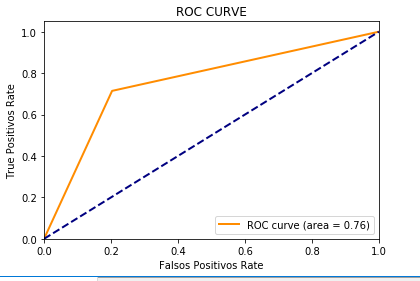 ROC CURVE
True Positivos Rate
1.0
0.8
0.6
0.4
0.2
0.0
0.0 0.2 0.4 0.6 0.8 1.0
ROC curve (area = 0.76)
Falsos Positivos Rate